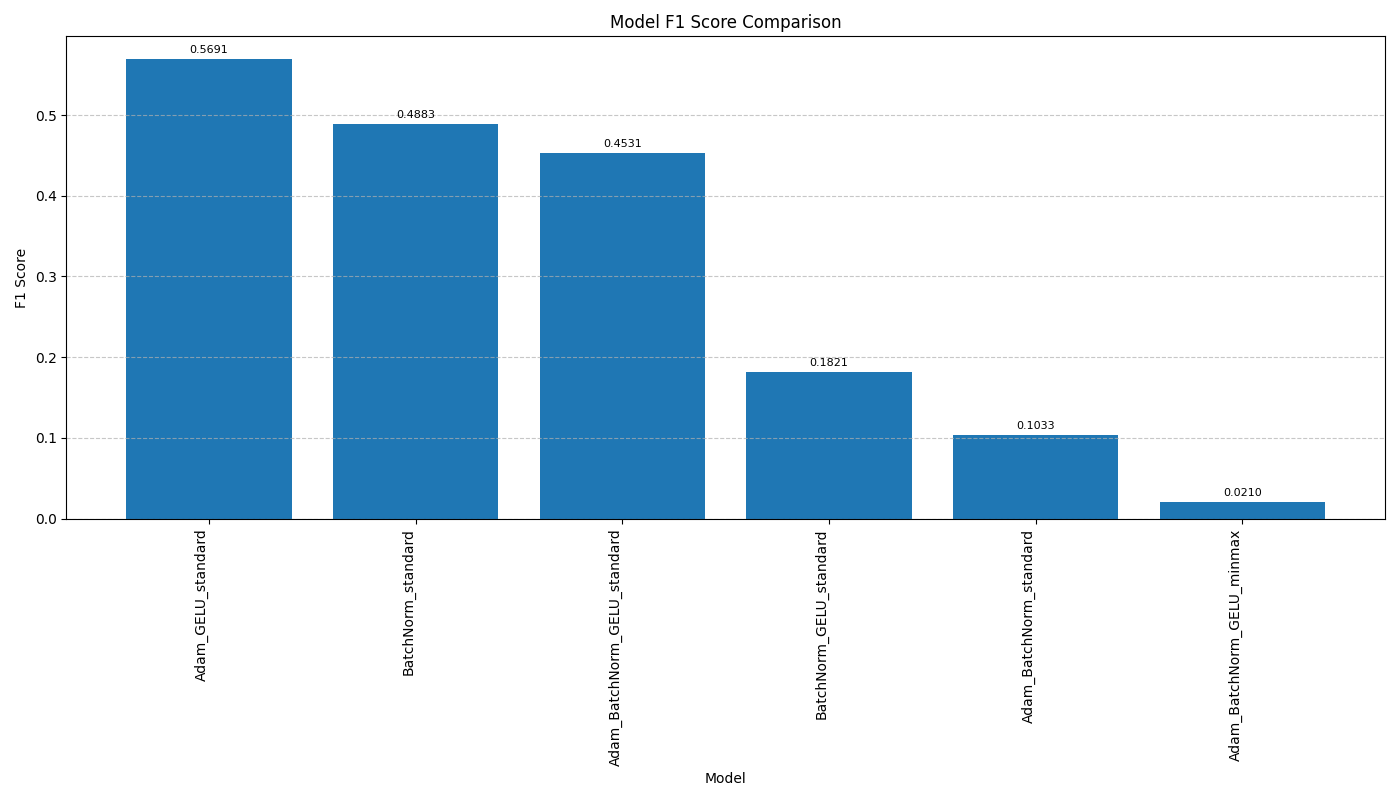 Model F1 Score Comparison
F1 Score
0.5
0.4
0.3
0.2
0.1
0.0
0.5691
0.4883
0.4531
0.1821
0.1033
0.0210
Adam_GELU_standard
BatchNorm_standard
Adam_BatchNorm_GELU_standard
BatchNorm_GELU_standard
Adam_BatchNorm_standard
Adam_BatchNorm_GELU_minmax
Model